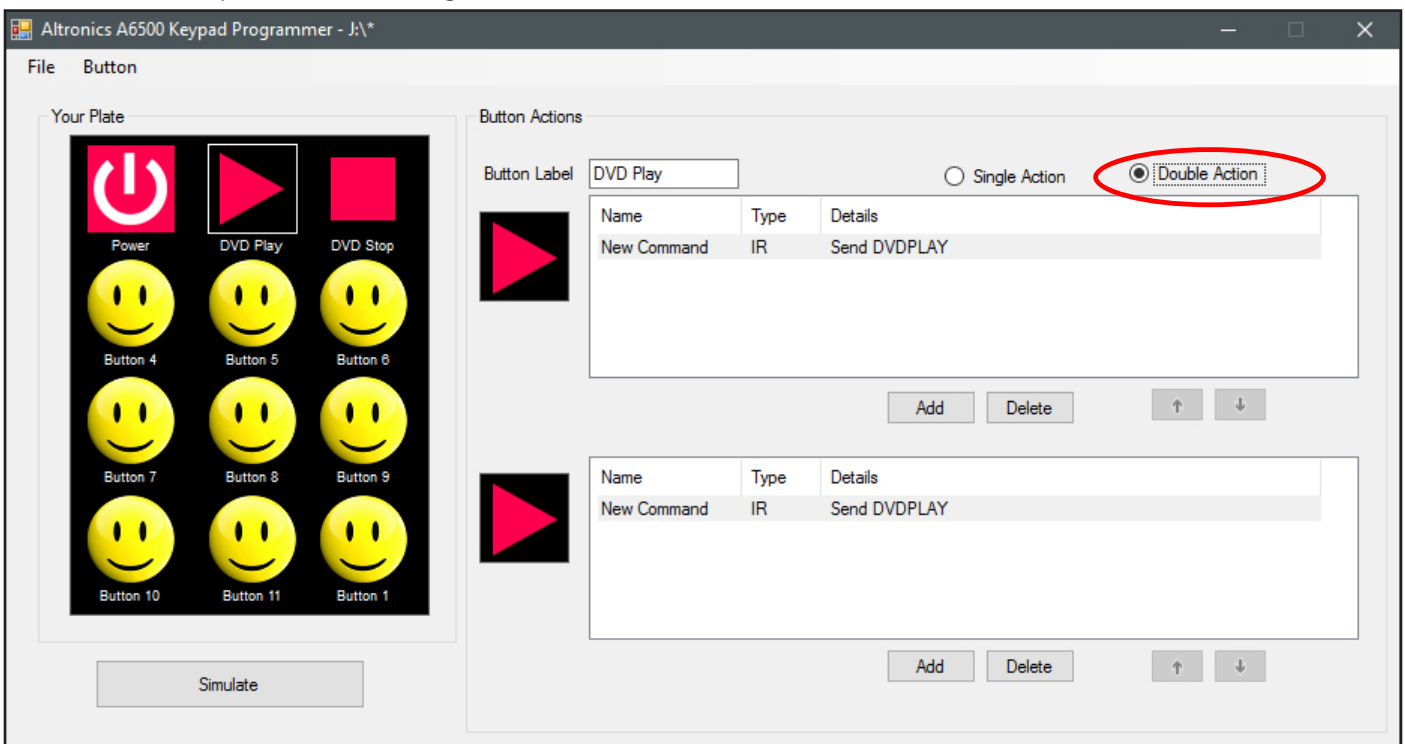 Altronics A6500 Keypad Programmer - J:\*
File Button
Your Plate
Power DVD Play DVD Stop
Button 4 Button 5 Button 6
Button 7 Button 8 Button 9
Button 10 Button 11 Button 1
Simulate
Button Actions
Button Label DVD Play Single Action Double Action
Name Type Details
New Command IR Send DVDPLAY
Add Delete ↑ ↓
Name Type Details
New Command IR Send DVDPLAY
Add Delete ↑ ↓